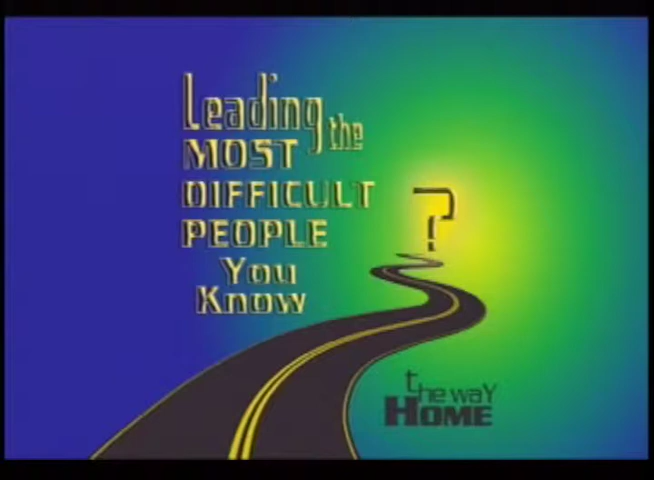 Leading the
MOST
DIFFICULT
PEOPLE
You
Know
?
the waY
HOME